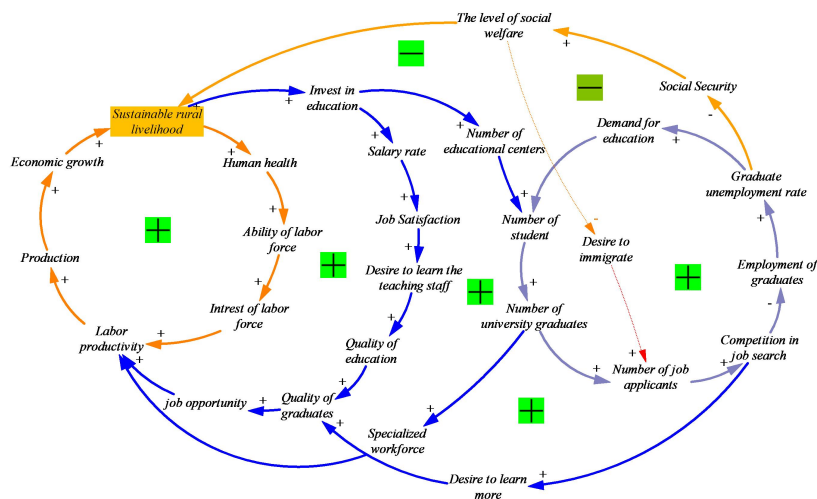 The level of social
welfare
+
Social Security
-
Invest in
education
+
+
Sustainable rural
livelihood
+
Number of
educational centers
+
Demand for
education
+
Salary rate
+
Economic growth
+
+
Human health
+
Graduate
unemployment rate
+
Job Satisfaction
+
Number of
student
+
+
Ability of labor
force
+
-
Desire to
immigrate
Production
+
Desire to learn the
teaching staff
+
Employment of
graduates
-
+
Intrest of labor
force
+
Number of
university graduates
+
Labor
productivity
+
+
+
Quality of
education
+
Competition in
job search
+
Number of job
applicants
+
+
+
job opportunity
+
Quality of
graduates
+
+
Specialized
workforce
+
Desire to learn
more
+